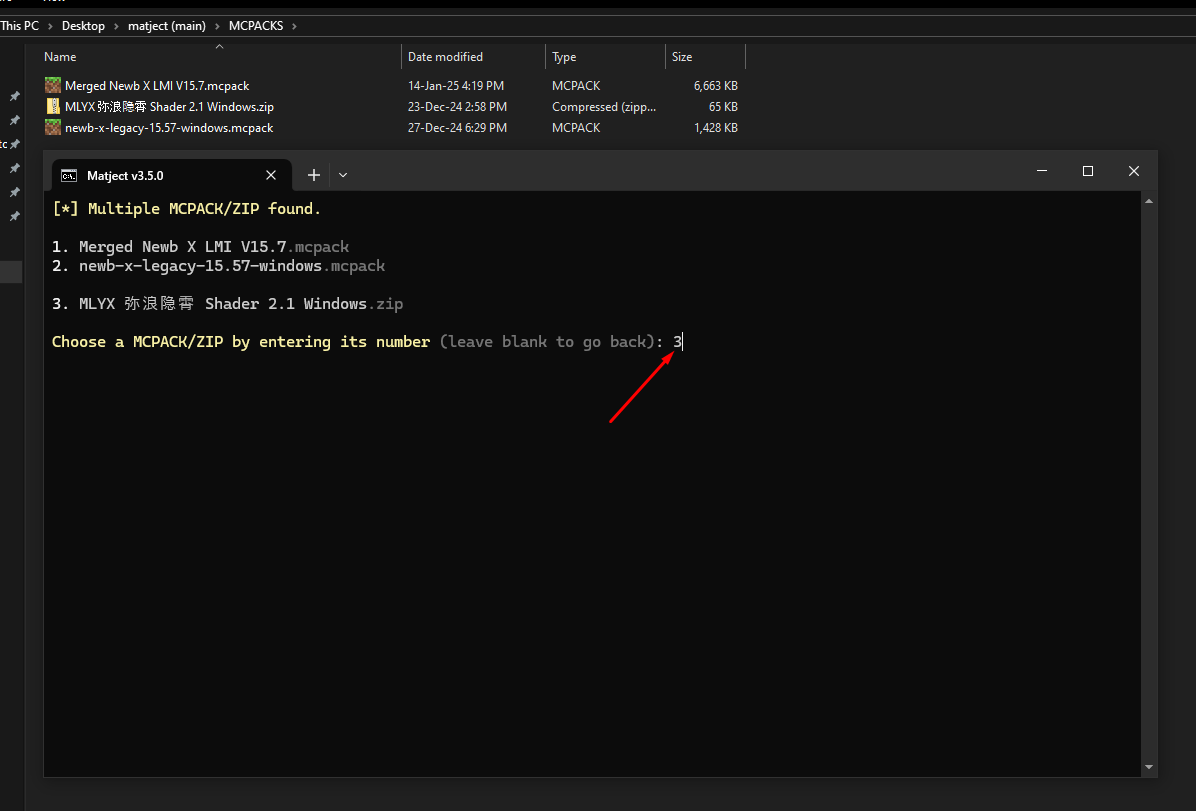 This PC > Desktop > matject (main) > MCPACKS >
Name Date modified Type Size
Merged Newb X LMI V15.7.mcpack 14-Jan-25 4:19 PM MCPACK 6,663 KB
MLYX 弥浪隐霄 Shader 2.1 Windows.zip 23-Dec-24 2:58 PM Compressed (zipp... 65 KB
newb-x-legacy-15.57-windows.mcpack 27-Dec-24 6:29 PM MCPACK 1,428 KB
tc
Matject v3.5.0
[*] Multiple MCPACK/ZIP found.
1. Merged Newb X LMI V15.7.mcpack
2. newb-x-legacy-15.57-windows.mcpack
3. MLYX 弥浪隐霄 Shader 2.1 Windows.zip
Choose a MCPACK/ZIP by entering its number (leave blank to go back): 3